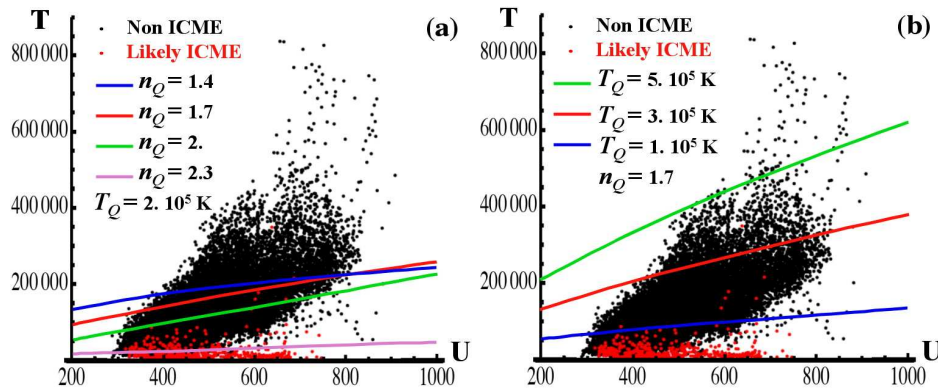 T
(a)
Non ICME
Likely ICME
n_Q = 1.4
n_Q = 1.7
n_Q = 2.
n_Q = 2.3
T_Q = 2. 10^5 K
800 000
600 000
400 000
200 000
U
200 400 600 800 1000
T
(b)
Non ICME
Likely ICME
T_Q = 5. 10^5 K
T_Q = 3. 10^5 K
T_Q = 1. 10^5 K
n_Q = 1.7
800 000
600 000
400 000
200 000
U
200 400 600 800 1000